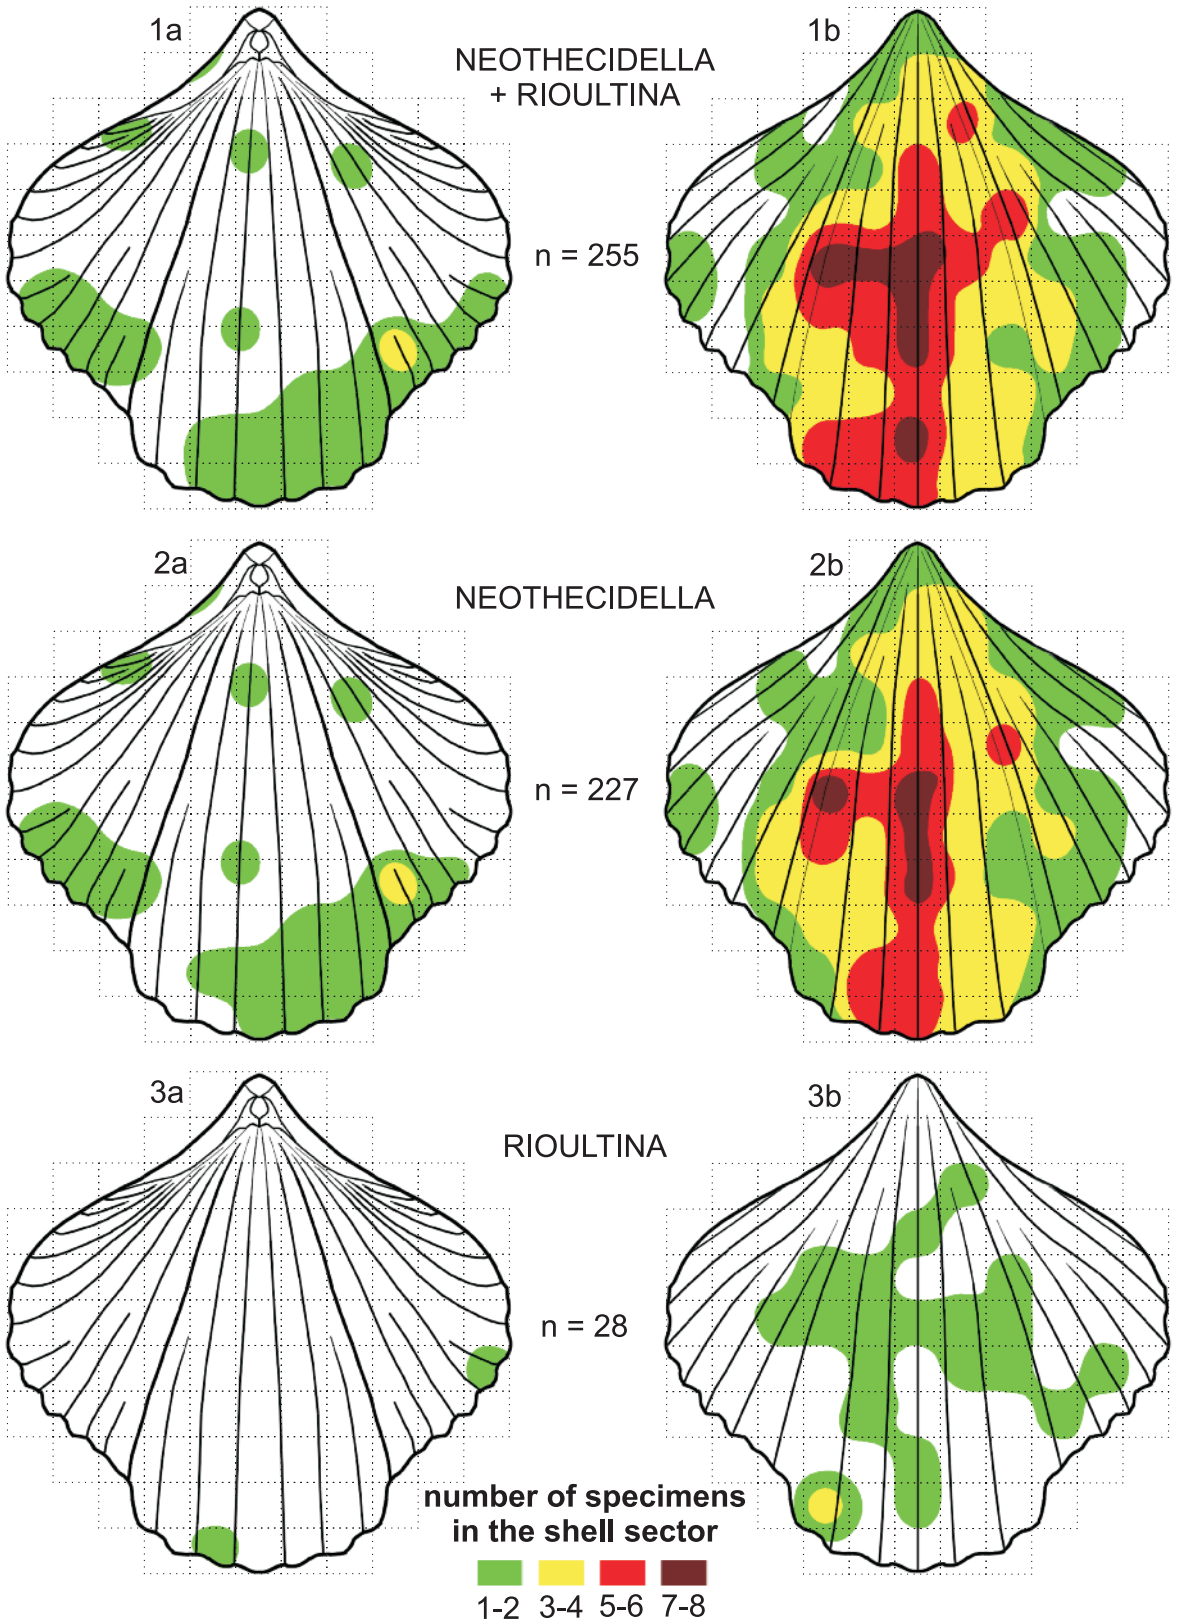 1a
1b
NEOTHECIDELLA
+ RIOULTINA
n = 255
2a
2b
NEOTHECIDELLA
n = 227
3a
3b
RIOULTINA
n = 28
number of specimens
in the shell sector
1-2 3-4 5-6 7-8